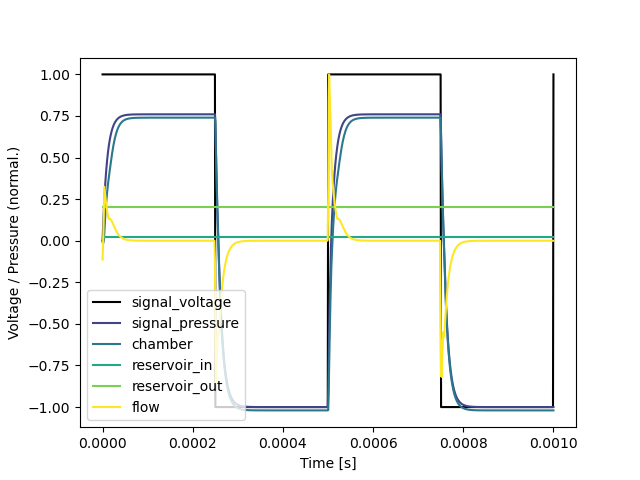 1.00
0.75
0.50
0.25
0.00
−0.25
−0.50
−0.75
−1.00
Voltage / Pressure (normal.)
signal_voltage
signal_pressure
chamber
reservoir_in
reservoir_out
flow
0.0000 0.0002 0.0004 0.0006 0.0008 0.0010
Time [s]